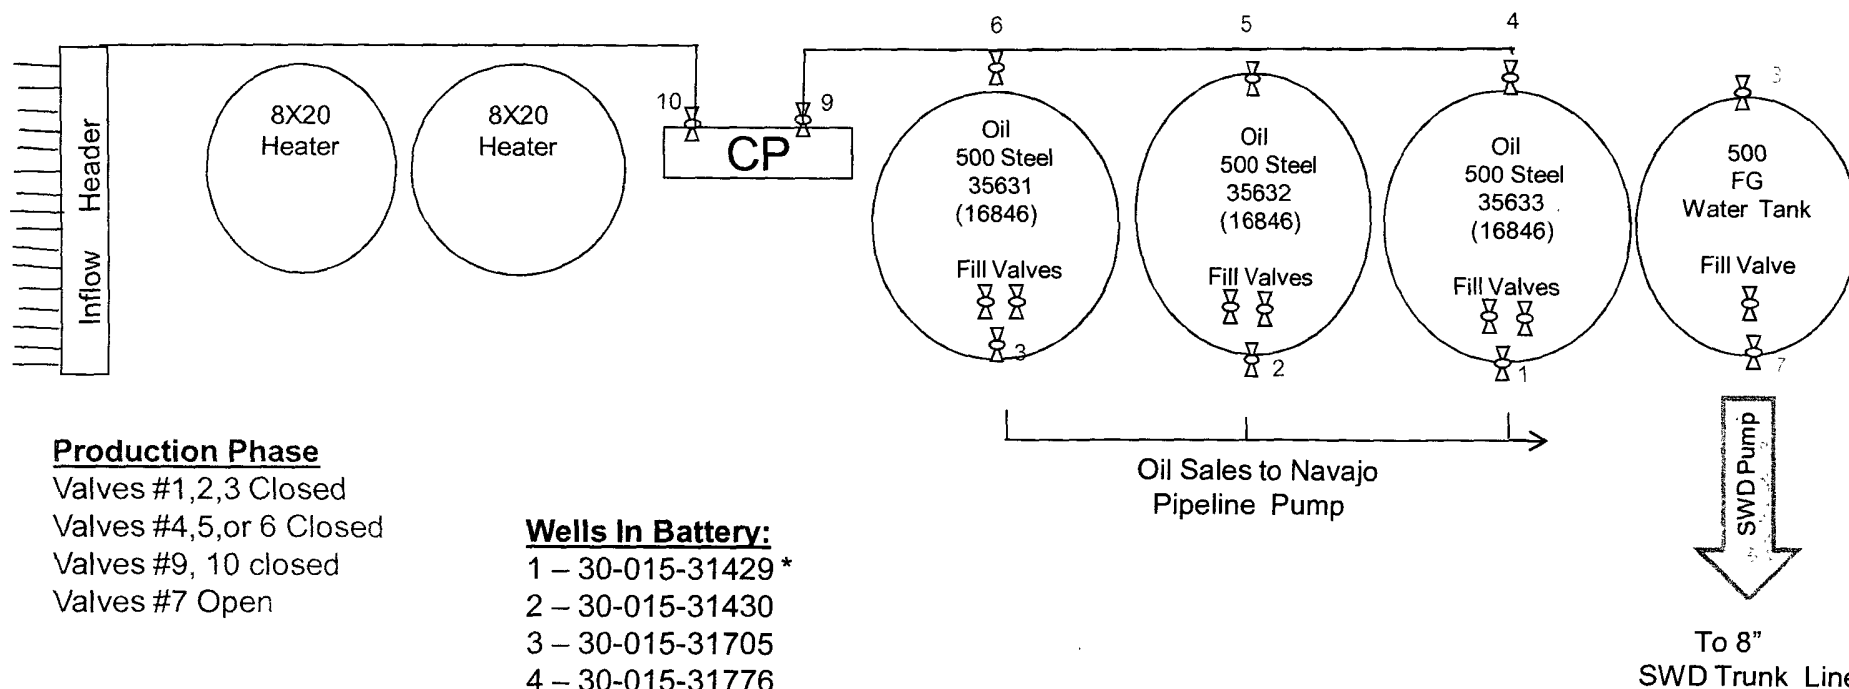 6
5
4
10
9
8X20
Heater
8X20
Heater
CP
Inflow Header
Oil
500 Steel
35631
(16846)
Fill Valves
3
Oil
500 Steel
35632
(16846)
Fill Valves
2
Oil
500 Steel
35633
(16846)
Fill Valves
1
500
FG
Water Tank
Fill Valve
7
Production Phase
Valves #1,2,3 Closed
Valves #4,5,or 6 Closed
Valves #9, 10 closed
Valves #7 Open
Wells In Battery:
1 – 30-015-31429 *
2 – 30-015-31430
3 – 30-015-31705
4 – 30-015-31776
Oil Sales to Navajo
Pipeline Pump
SWD Pump
To 8"
SWD Trunk Line